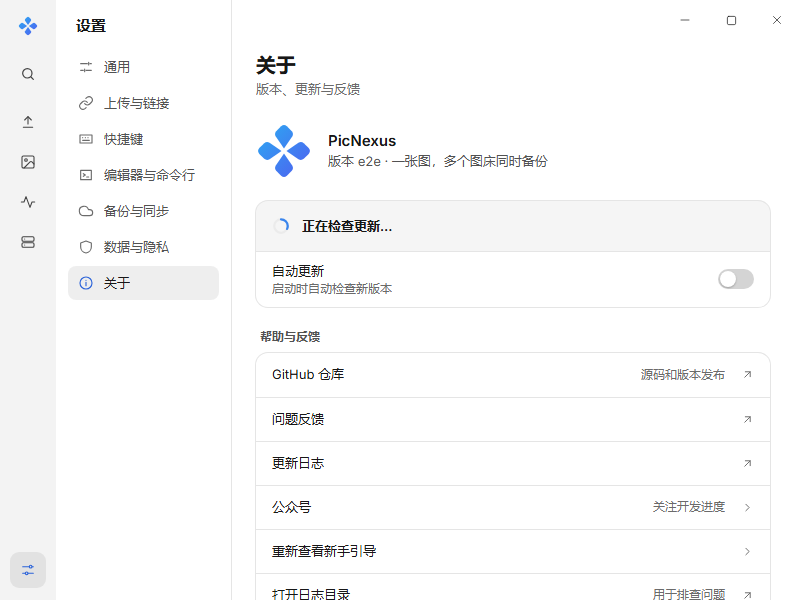 设置
通用
上传与链接
快捷键
编辑器与命令行
备份与同步
数据与隐私
关于
关于
版本、更新与反馈
PicNexus
版本 e2e · 一张图，多个图床同时备份
正在检查更新...
自动更新
启动时自动检查新版本
帮助与反馈
GitHub 仓库
源码和版本发布
问题反馈
更新日志
公众号
关注开发进度
重新查看新手引导
打开日志目录
用于排查问题